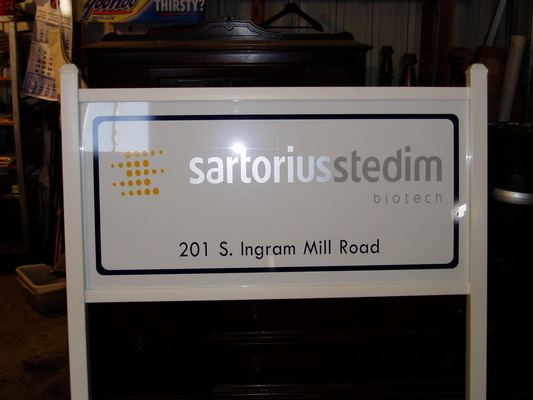 THIRSTY?
sartoriusstedim
biotech
201 S. Ingram Mill Road